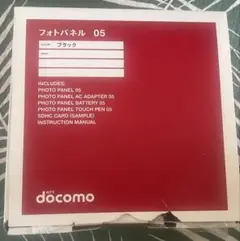 フォトパネル 05
ブラック
INCLUDES:
PHOTO PANEL 05
PHOTO PANEL AC ADAPTER 05
PHOTO PANEL BATTERY 05
PHOTO PANEL TOUCH PEN 05
SDHC CARD (SAMPLE)
INSTRUCTION MANUAL
NTT
docomo